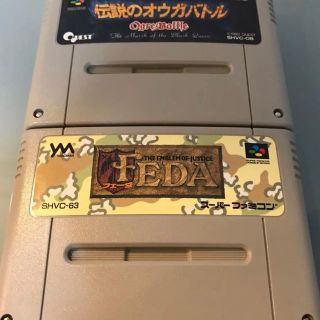 伝説のオウガバトル
Ogre Battle
QUEST
The March of the Black Queen
©1993 QUEST
SHVC-OB
THE EMBLEM OF JUSTICE
フェーダ
FEDA
SHVC-63
スーパーファミコン